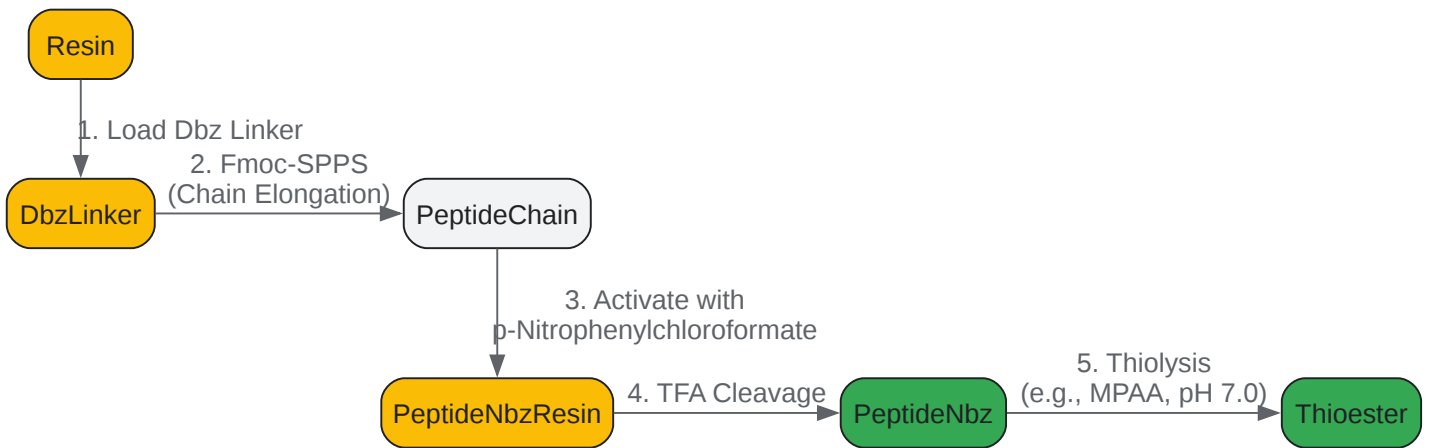 Resin
1. Load Dbz Linker
2. Fmoc-SPPS
(Chain Elongation)
DbzLinker
PeptideChain
3. Activate with
p-Nitrophenylchloroformate
PeptideNbzResin
4. TFA Cleavage
PeptideNbz
5. Thiolysis
(e.g., MPAA, pH 7.0)
Thioester